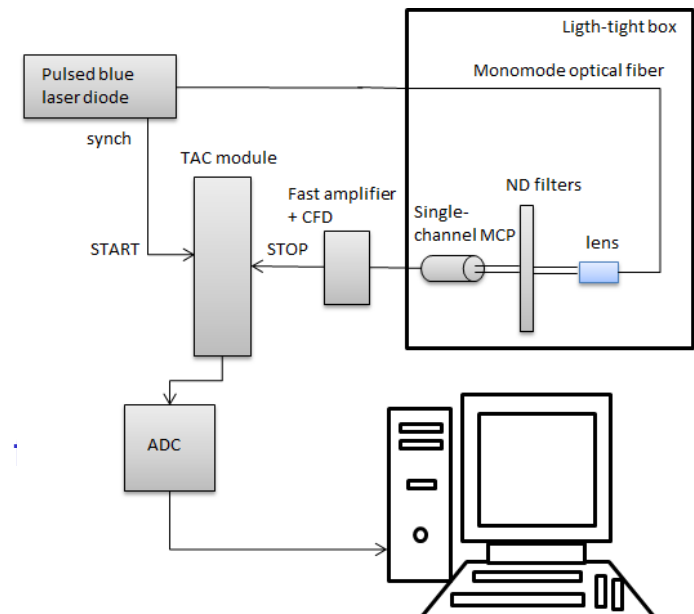 Ligth-tight box
Pulsed blue
laser diode
Monomode optical fiber
synch
TAC module
ND filters
Fast amplifier
+ CFD
Single-
channel MCP
lens
START
STOP
ADC